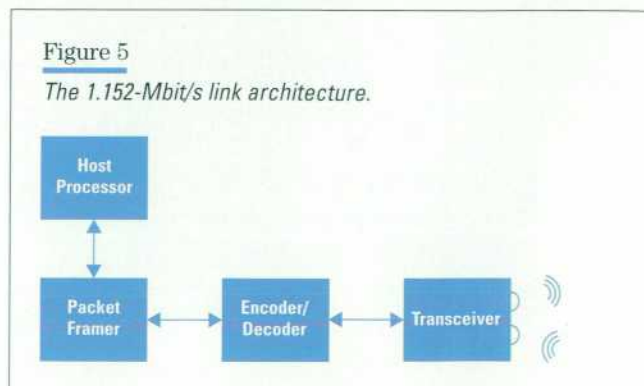 Figure 5
The 1.152-Mbit/s link architecture.
Host
Processor
Packet
Framer
Encoder/
Decoder
Transceiver